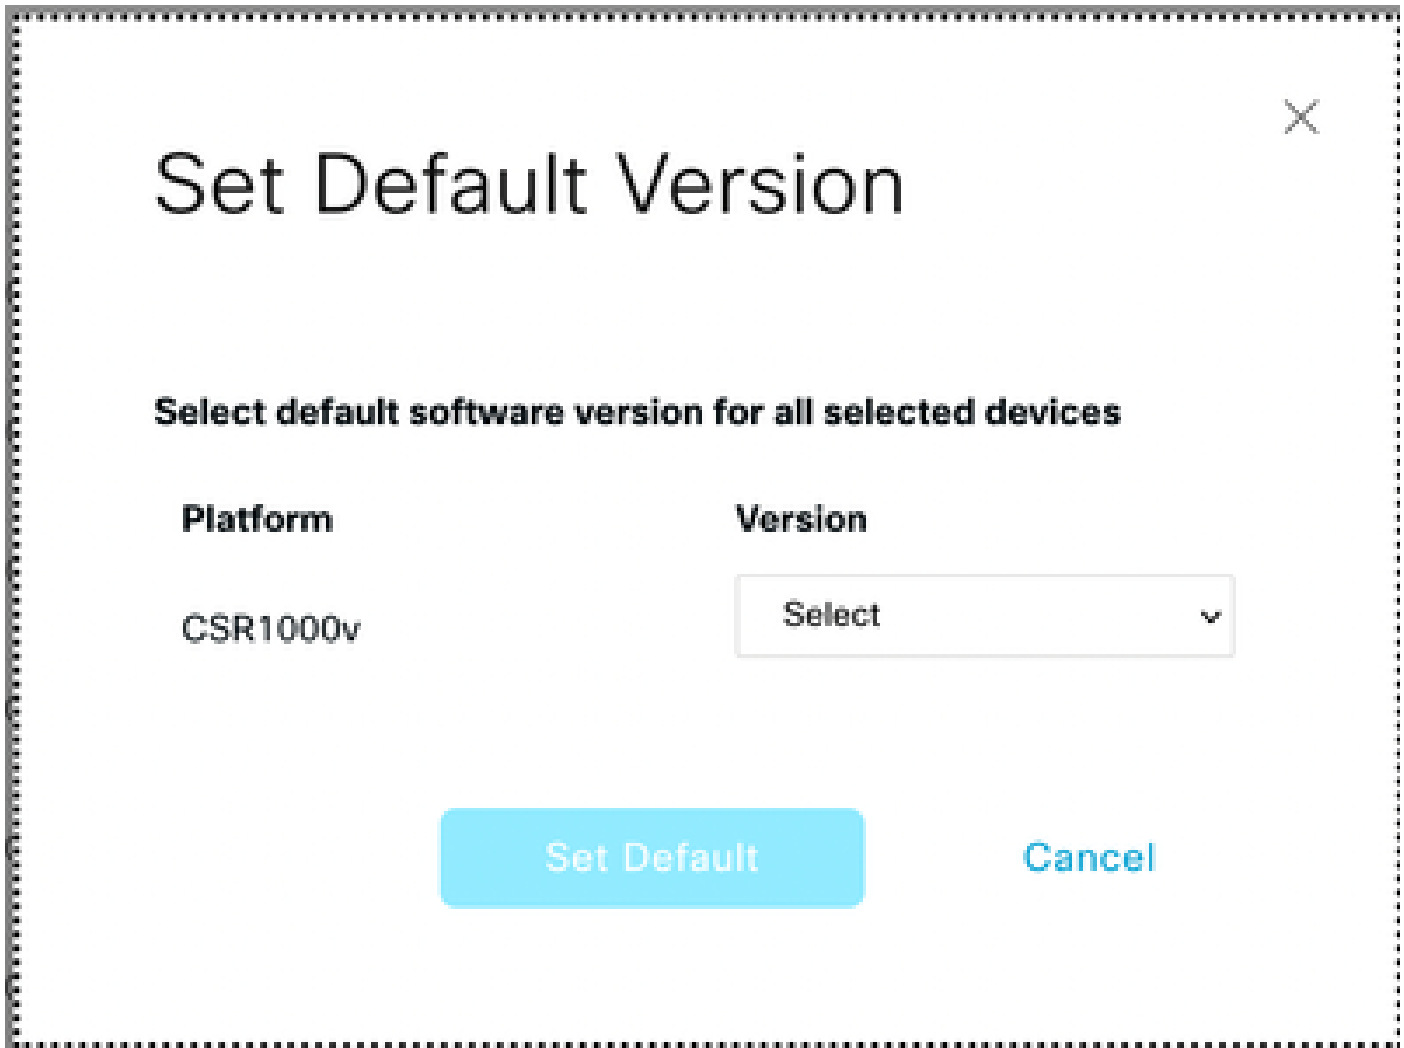 Set Default Version
Select default software version for all selected devices
Platform Version
CSR1000v Select
Set Default Cancel